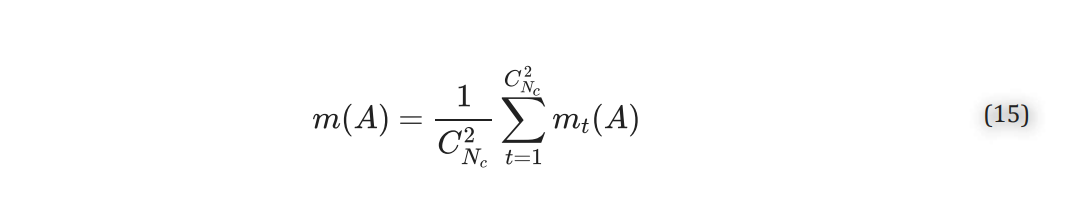 $m(A) = \frac{1}{C_{N_c}^2} \sum_{t=1}^{C_{N_c}^2} m_t(A)$ (15)